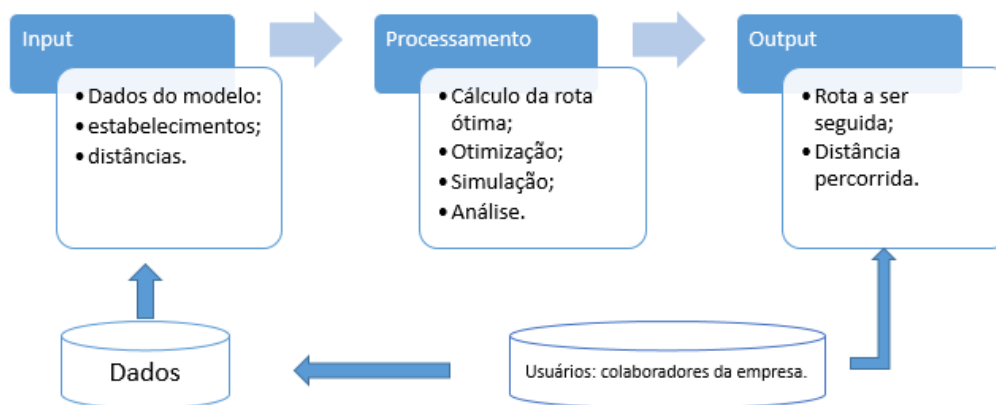 Input
• Dados do modelo:
• estabelecimentos;
• distâncias.
Processamento
• Cálculo da rota
ótima;
• Otimização;
• Simulação;
• Análise.
Output
• Rota a ser
seguida;
• Distância
percorrida.
Dados
Usuários: colaboradores da empresa.